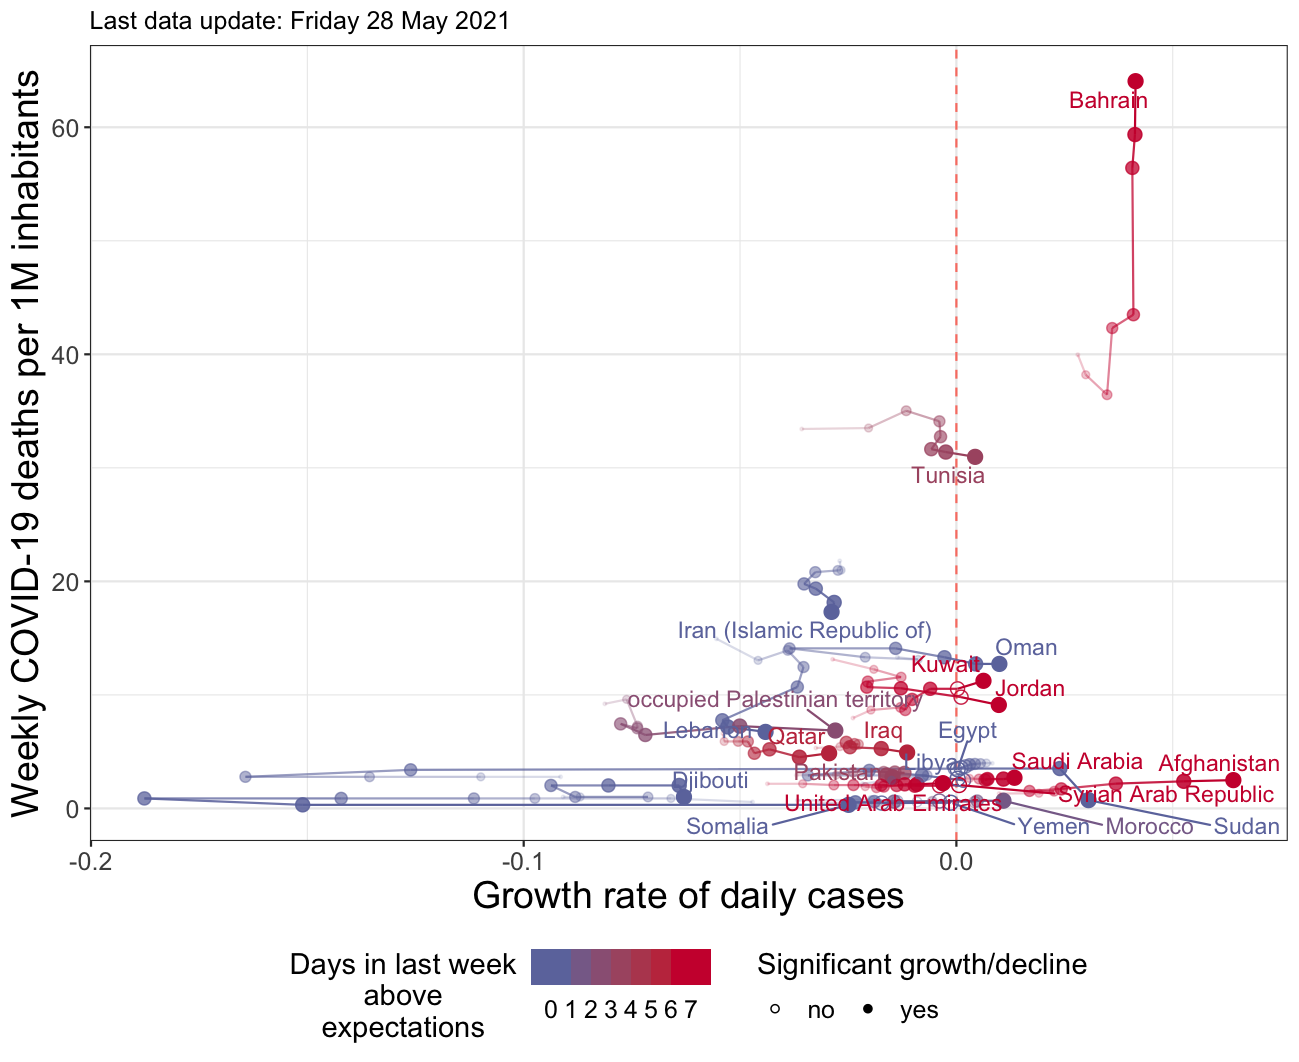 Last data update: Friday 28 May 2021
Weekly COVID-19 deaths per 1M inhabitants
60
40
20
0
Bahrain
Tunisia
Iran (Islamic Republic of)
Oman
Kuwait
Jordan
occupied Palestinian territory
Lebanon
Qatar
Iraq
Egypt
Libya
Saudi Arabia
Afghanistan
Pakistan
Djibouti
Syrian Arab Republic
United Arab Emirates
Somalia
Yemen
Morocco
Sudan
-0.2
-0.1
0.0
Growth rate of daily cases
Days in last week
above
expectations
0 1 2 3 4 5 6 7
Significant growth/decline
no
yes